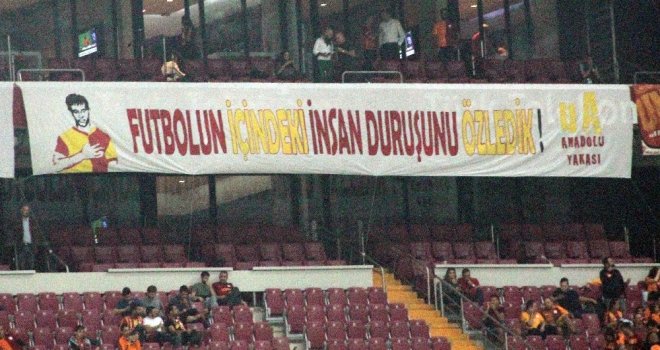 FUTBOLUN İÇİNDEKİ İNSAN DURUŞUNU ÖZLEDİK!
uA
ANADOLU
YAKASI